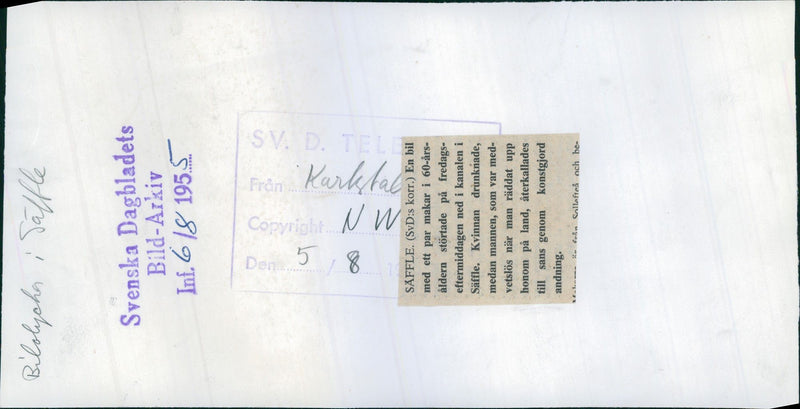 Bilolycka i Säffle
Svenska Dagbladets
Bild-Arkiv
Inf. 6/8 1955
SV. D. TELE
Från Karlstad
Copyright NW
Den 5 / 8 19
SÄFFLE. (SvD:s korr.) En bil
med ett par makar i 60-års-
åldern störtade på fredags-
eftermiddagen ned i kanalen i
Säffle. Kvinnan drunknade,
medan mannen, som var med-
vetslös när man räddat upp
honom på land, återkallades
till sans genom konstgjord
andning.